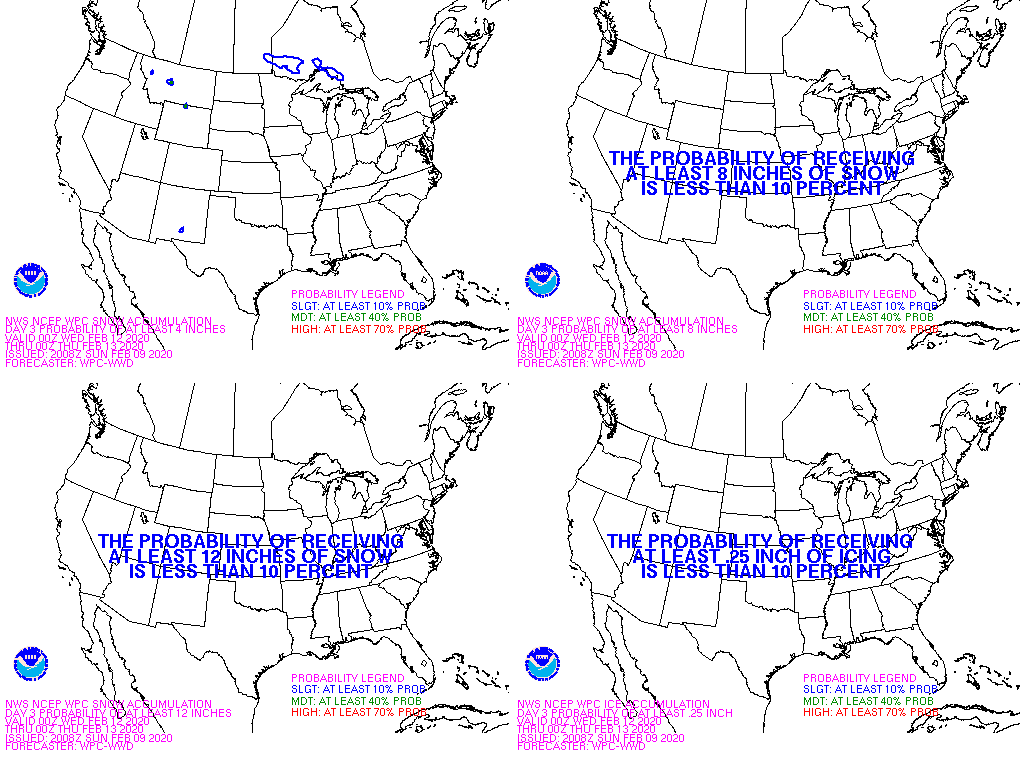 PROBABILITY LEGEND
SLGT: AT LEAST 10% PROB
MDT: AT LEAST 40% PROB
HIGH: AT LEAST 70% PROB
NWS NCEP WPC SNOW ACCUMULATION
DAY 3 PROBABILITY OF AT LEAST 4 INCHES
VALID 00Z WED FEB 12 2020
THRU 00Z THU FEB 13 2020
ISSUED: 2008Z SUN FEB 09 2020
FORECASTER: WPC-WWD
THE PROBABILITY OF RECEIVING
AT LEAST 8 INCHES OF SNOW
IS LESS THAN 10 PERCENT
NOAA
PROBABILITY LEGEND
SLGT: AT LEAST 10% PROB
MDT: AT LEAST 40% PROB
HIGH: AT LEAST 70% PROB
NWS NCEP WPC SNOW ACCUMULATION
DAY 3 PROBABILITY OF AT LEAST 8 INCHES
VALID 00Z WED FEB 12 2020
THRU 00Z THU FEB 13 2020
ISSUED: 2008Z SUN FEB 09 2020
FORECASTER: WPC-WWD
THE PROBABILITY OF RECEIVING
AT LEAST 12 INCHES OF SNOW
IS LESS THAN 10 PERCENT
PROBABILITY LEGEND
SLGT: AT LEAST 10% PROB
MDT: AT LEAST 40% PROB
HIGH: AT LEAST 70% PROB
NWS NCEP WPC SNOW ACCUMULATION
DAY 3 PROBABILITY OF AT LEAST 12 INCHES
VALID 00Z WED FEB 12 2020
THRU 00Z THU FEB 13 2020
ISSUED: 2008Z SUN FEB 09 2020
FORECASTER: WPC-WWD
THE PROBABILITY OF RECEIVING
AT LEAST .25 INCH OF ICING
IS LESS THAN 10 PERCENT
NOAA
PROBABILITY LEGEND
SLGT: AT LEAST 10% PROB
MDT: AT LEAST 40% PROB
HIGH: AT LEAST 70% PROB
NWS NCEP WPC ICE ACCUMULATION
DAY 3 PROBABILITY OF AT LEAST .25 INCH
VALID 00Z WED FEB 12 2020
THRU 00Z THU FEB 13 2020
ISSUED: 2008Z SUN FEB 09 2020
FORECASTER: WPC-WWD